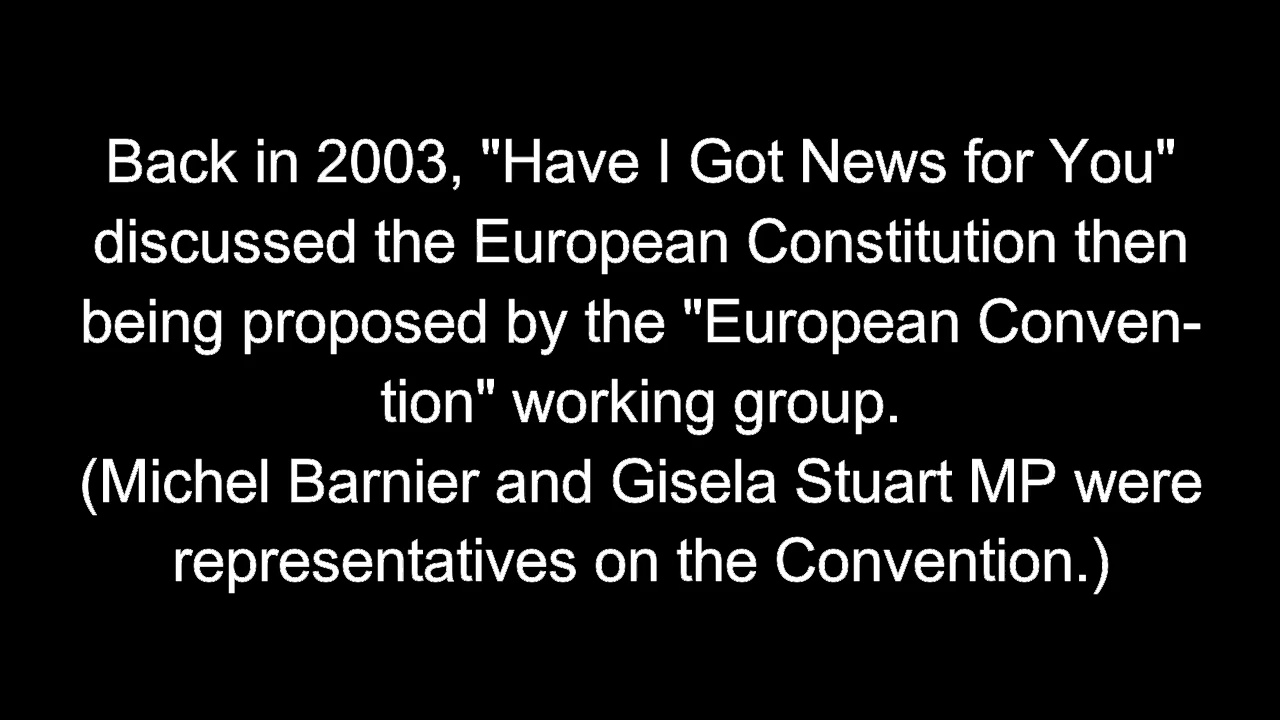 Back in 2003, "Have I Got News for You"
discussed the European Constitution then
being proposed by the "European Conven-
tion" working group.
(Michel Barnier and Gisela Stuart MP were
representatives on the Convention.)